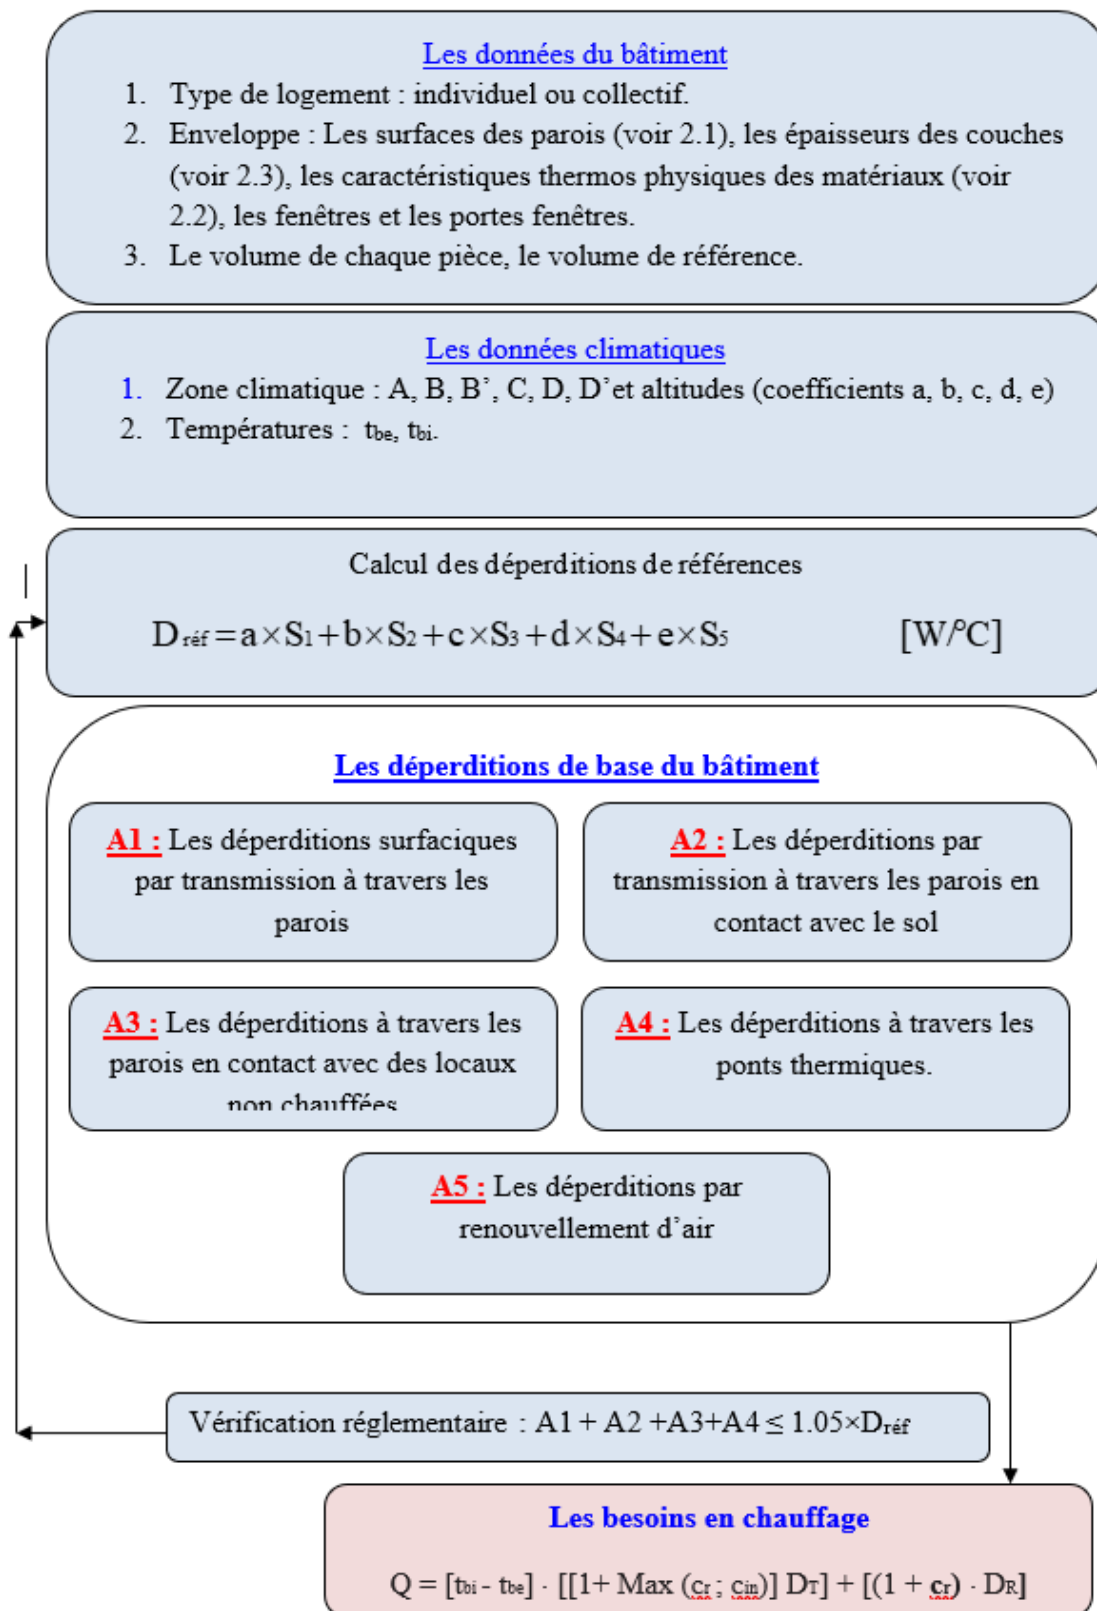 Les données du bâtiment
1. Type de logement : individuel ou collectif.
2. Enveloppe : Les surfaces des parois (voir 2.1), les épaisseurs des couches
(voir 2.3), les caractéristiques thermos physiques des matériaux (voir
2.2), les fenêtres et les portes fenêtres.
3. Le volume de chaque pièce, le volume de référence.
Les données climatiques
1. Zone climatique : A, B, B’, C, D, D’et altitudes (coefficients a, b, c, d, e)
2. Températures : tbe, tbi.
Calcul des déperditions de références
D réf = a×S1+b×S2+c×S3+d×S4+e×S5 [W/°C]
Les déperditions de base du bâtiment
A1 : Les déperditions surfaciques
par transmission à travers les
parois
A2 : Les déperditions par
transmission à travers les parois en
contact avec le sol
A3 : Les déperditions à travers les
parois en contact avec des locaux
non chauffées
A4 : Les déperditions à travers les
ponts thermiques.
A5 : Les déperditions par
renouvellement d’air
Vérification réglementaire : A1 + A2 +A3+A4 ≤ 1.05×Dréf
Les besoins en chauffage
Q = [tbi - tbe] · [[1+ Max (cr ; cin)] DT] + [(1 + cr) · DR]